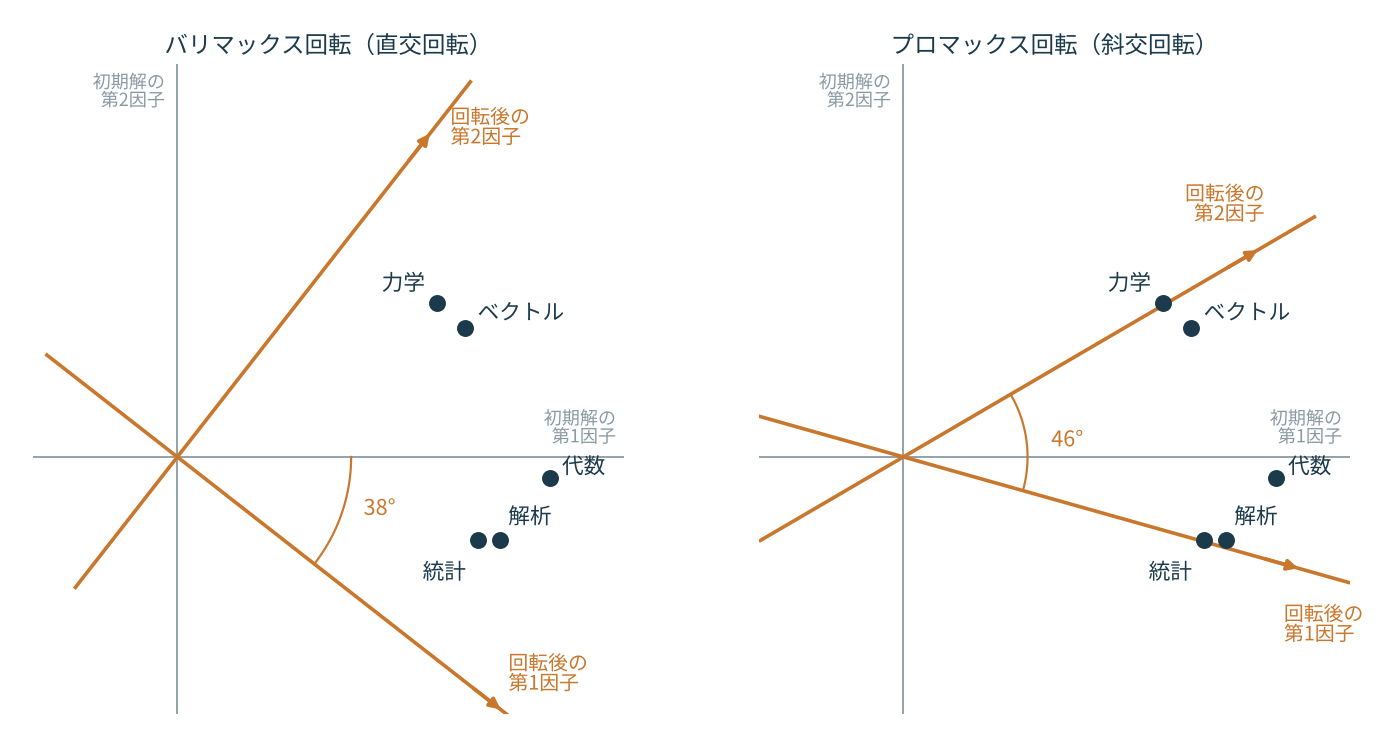 バリマックス回転（直交回転）
初期解の
第2因子
回転後の
第2因子
力学
ベクトル
初期解の
第1因子
代数
38°
解析
統計
回転後の
第1因子
プロマックス回転（斜交回転）
初期解の
第2因子
回転後の
第2因子
力学
ベクトル
初期解の
第1因子
46°
代数
解析
統計
回転後の
第1因子